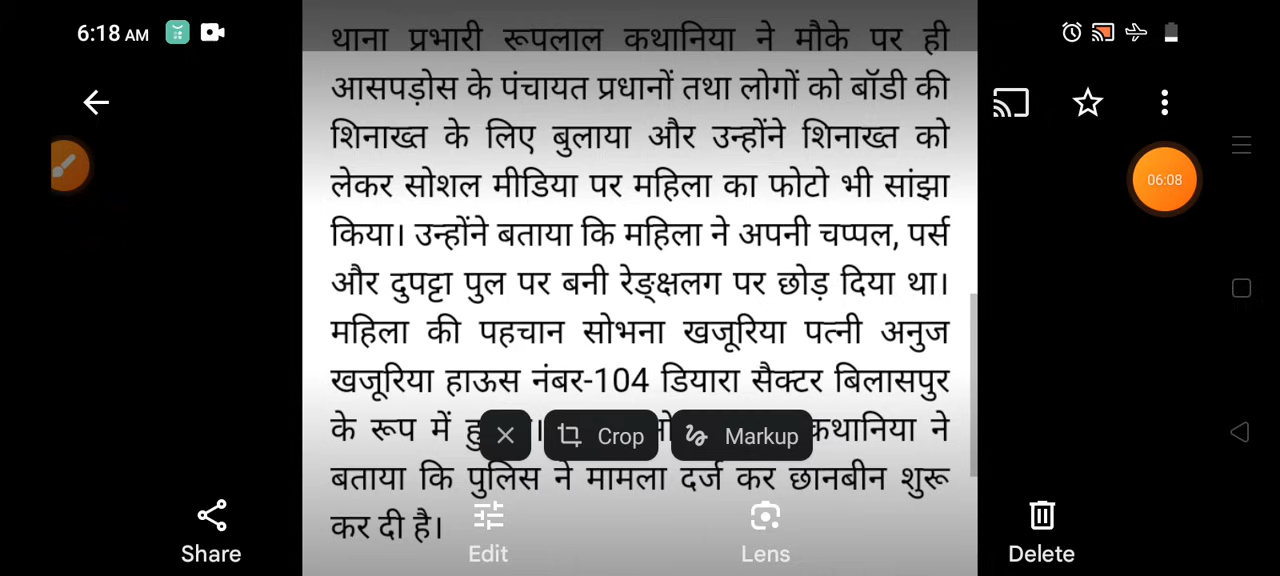 6:18 AM
थाना प्रभारी रूपलाल कथानिया ने मौके पर ही
आसपड़ोस के पंचायत प्रधानों तथा लोगों को बॉडी की
शिनाख्त के लिए बुलाया और उन्होंने शिनाख्त को
लेकर सोशल मीडिया पर महिला का फोटो भी सांझा
06:08
किया। उन्होंने बताया कि महिला ने अपनी चप्पल, पर्स
और दुपट्टा पुल पर बनी रेङ्क्षलग पर छोड़ दिया था।
महिला की पहचान सोभना खजूरिया पत्नी अनुज
खजूरिया हाऊस नंबर-104 डियारा सैक्टर बिलासपुर
के रूप में कथानिया ने
Crop Markup
बताया कि पुलिस ने मामला दर्ज कर छानबीन शुरू
कर दी है।
Share Edit Lens Delete